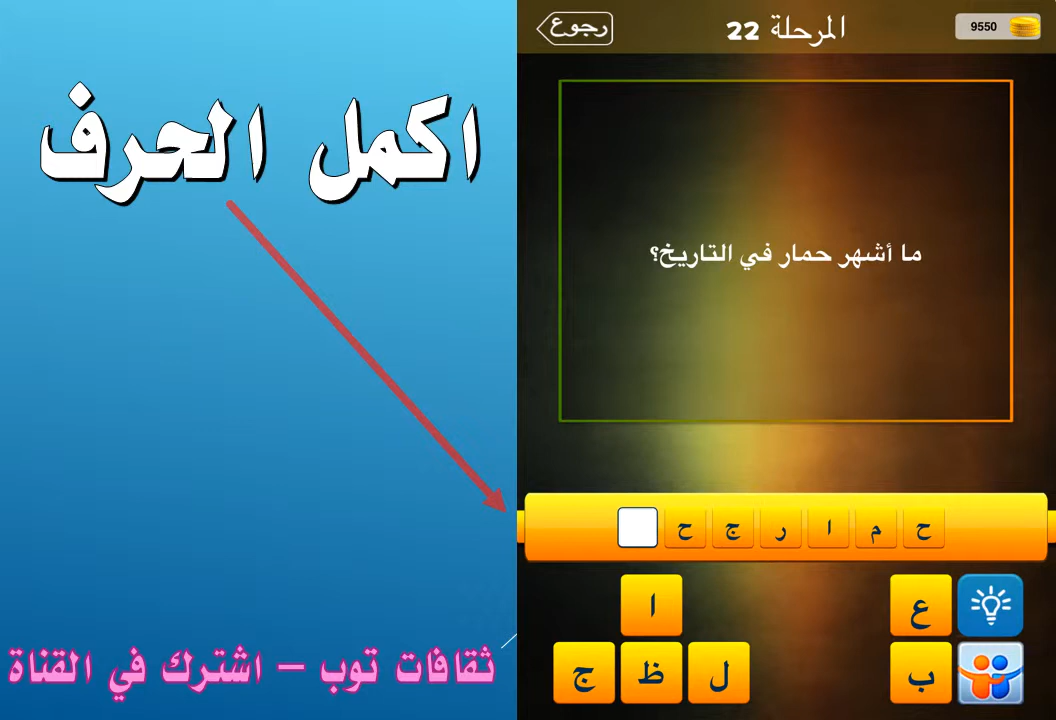 اكمل الحرف
ثقافات توب – اشترك في القناة
رجوع
المرحلة 22
9550
ما أشهر حمار في التاريخ؟
ح م ا ر ج ح
ا ع
ج ظ ل ب